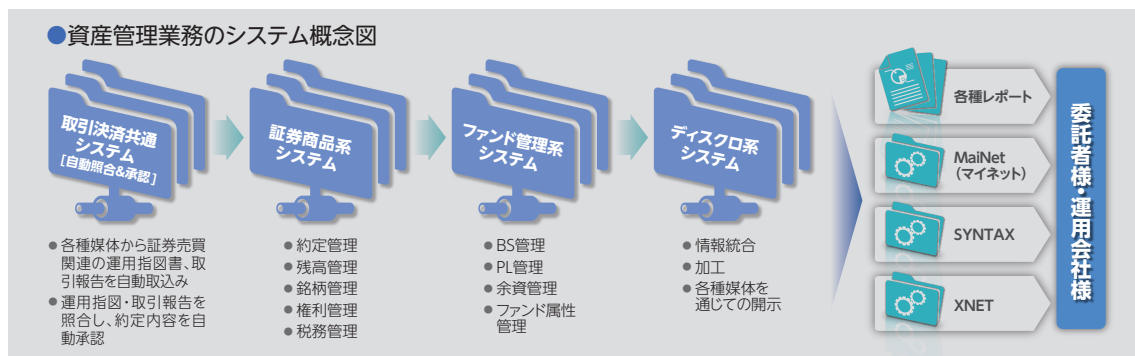 ●資産管理業務のシステム概念図
取引決済共通
システム
[自動照合&承認]
● 各種媒体から証券売買
関連の運用指図書、取
引報告を自動取込み
● 運用指図・取引報告を
照合し、約定内容を自
動承認
証券商品系
システム
● 約定管理
● 残高管理
● 銘柄管理
● 権利管理
● 税務管理
ファンド管理系
システム
● BS管理
● PL管理
● 余資管理
● ファンド属性
管理
ディスクロ系
システム
● 情報統合
● 加工
● 各種媒体を
通じての開示
各種レポート
MaiNet
（マイネット）
SYNTAX
XNET
委託者様・運用会社様